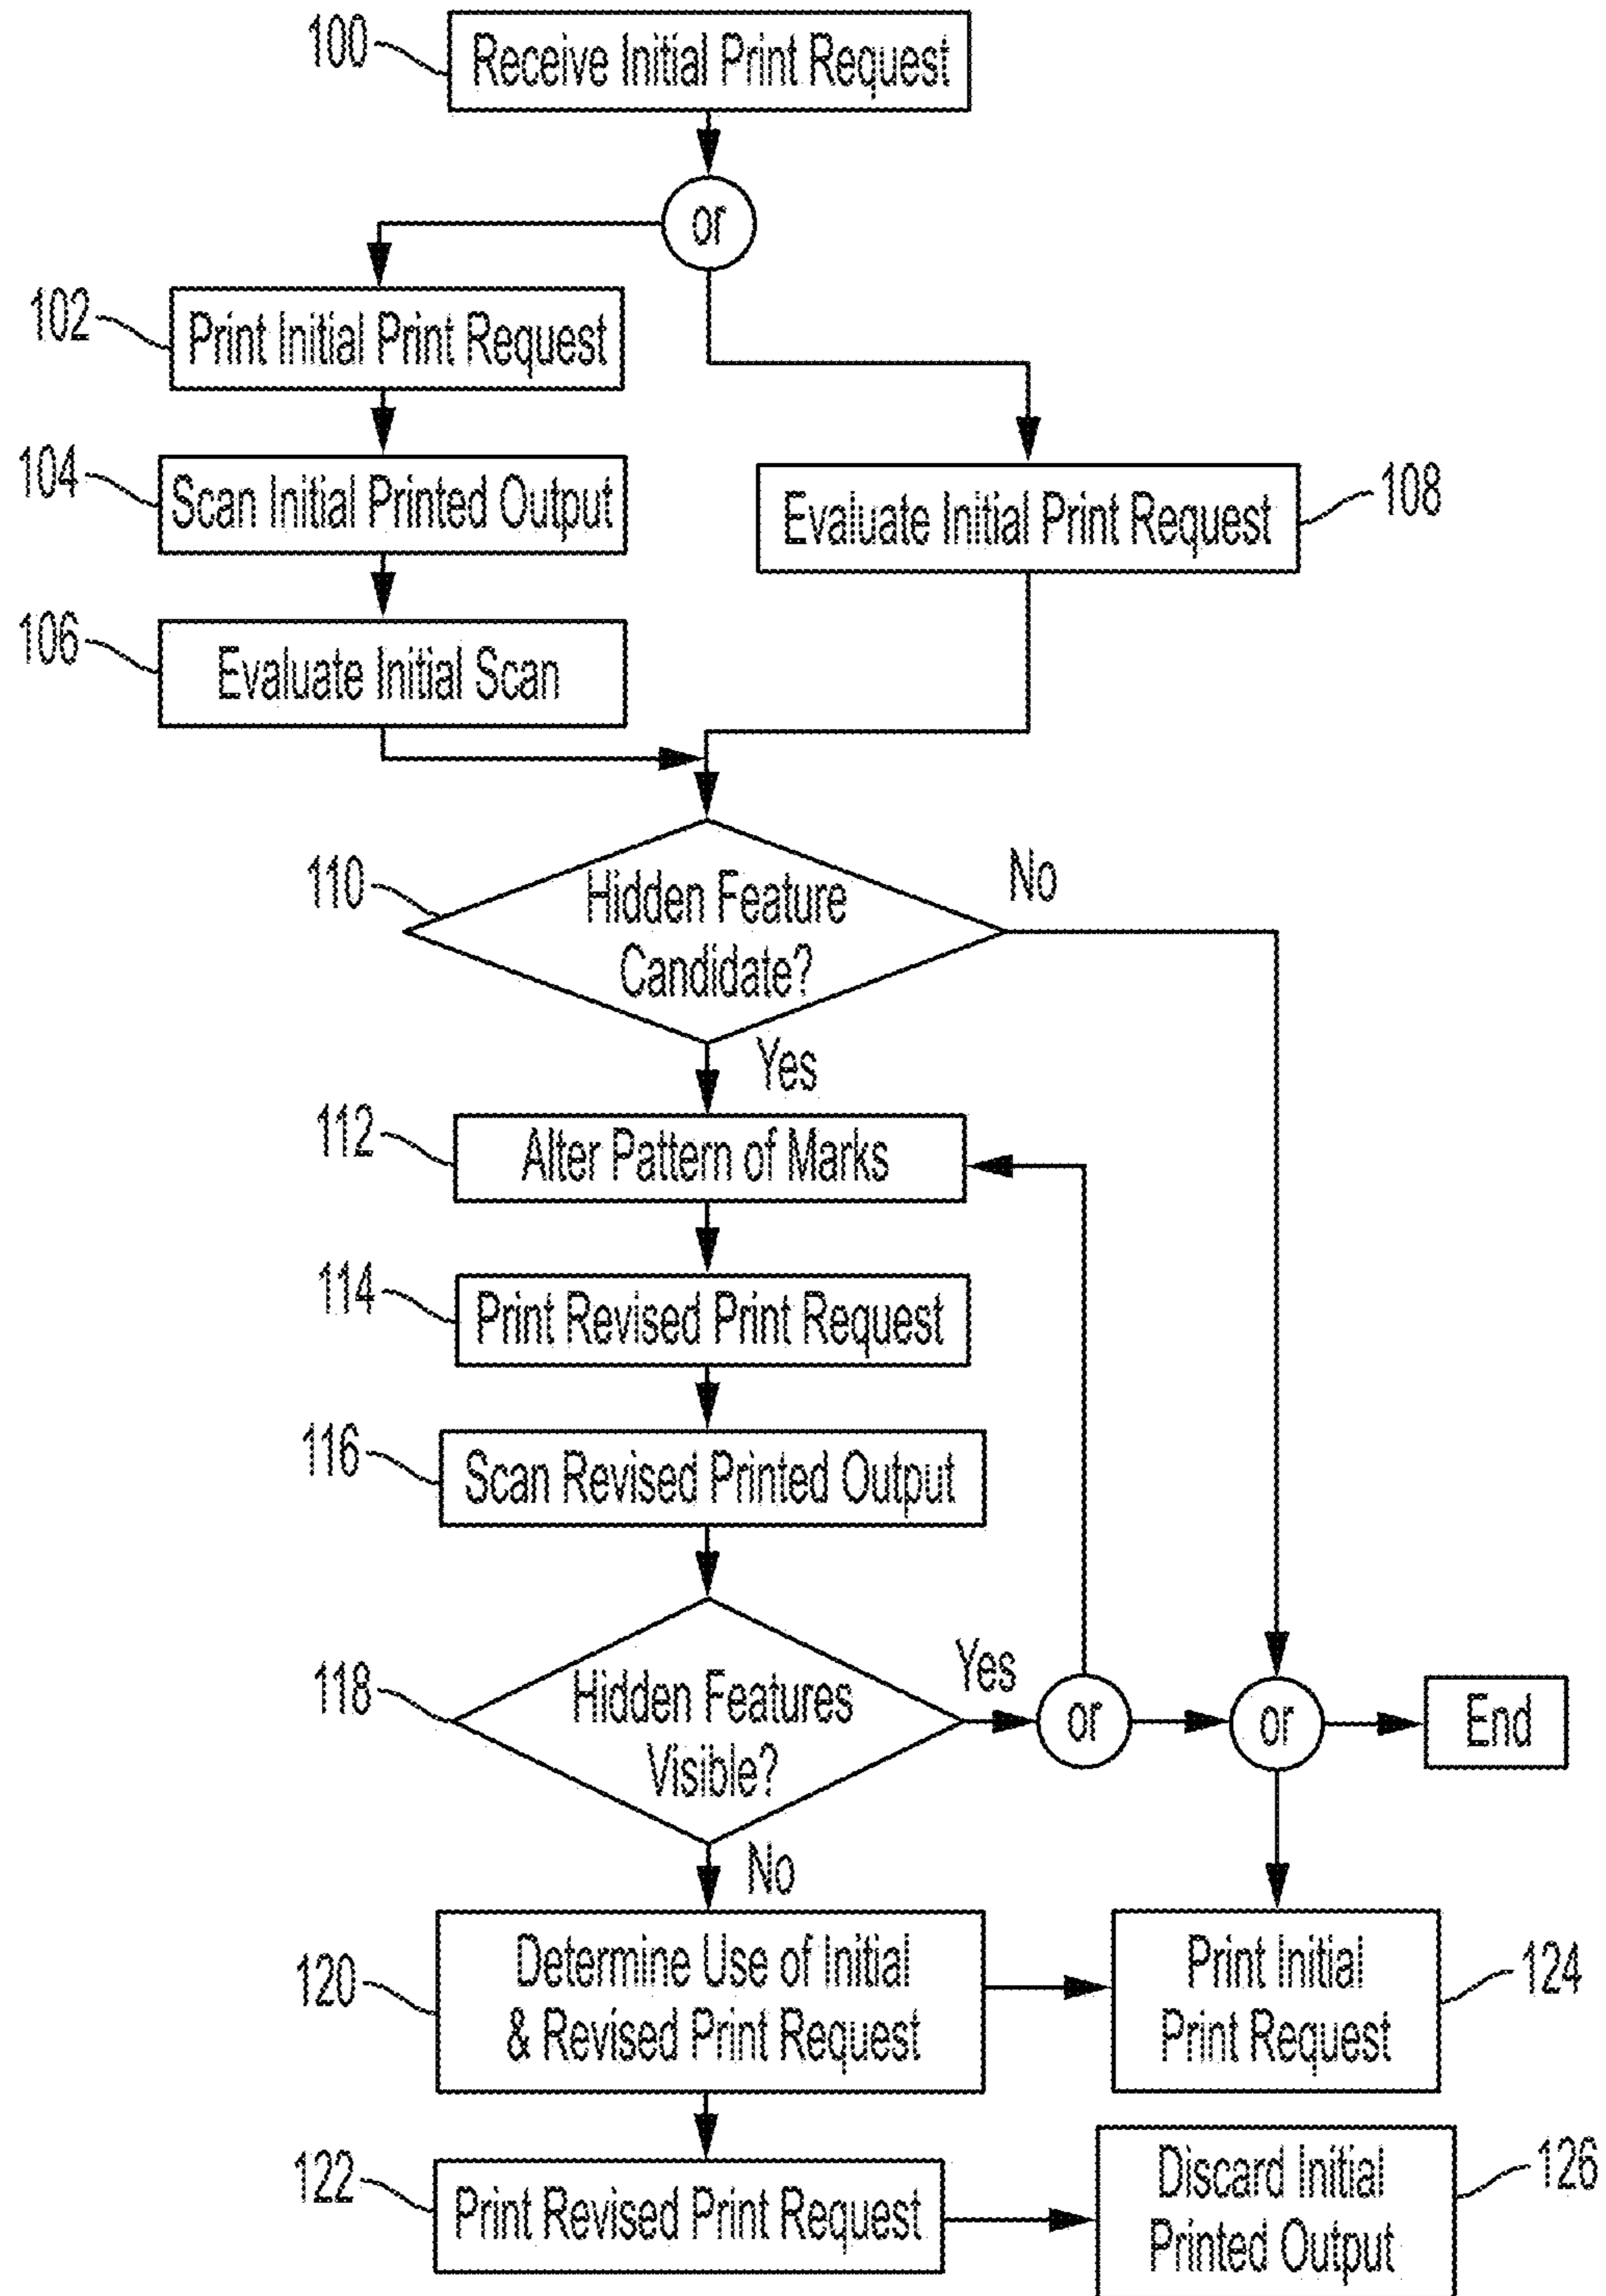 100
Receive Initial Print Request
or
102
Print Initial Print Request
104
Scan Initial Printed Output
108
Evaluate Initial Print Request
106
Evaluate Initial Scan
110
Hidden Feature
Candidate?
No
Yes
112
Alter Pattern of Marks
114
Print Revised Print Request
116
Scan Revised Printed Output
118
Hidden Features
Visible?
Yes
or
or
End
No
120
Determine Use of Initial
& Revised Print Request
Print Initial
Print Request
124
122
Print Revised Print Request
Discard Initial
Printed Output
126